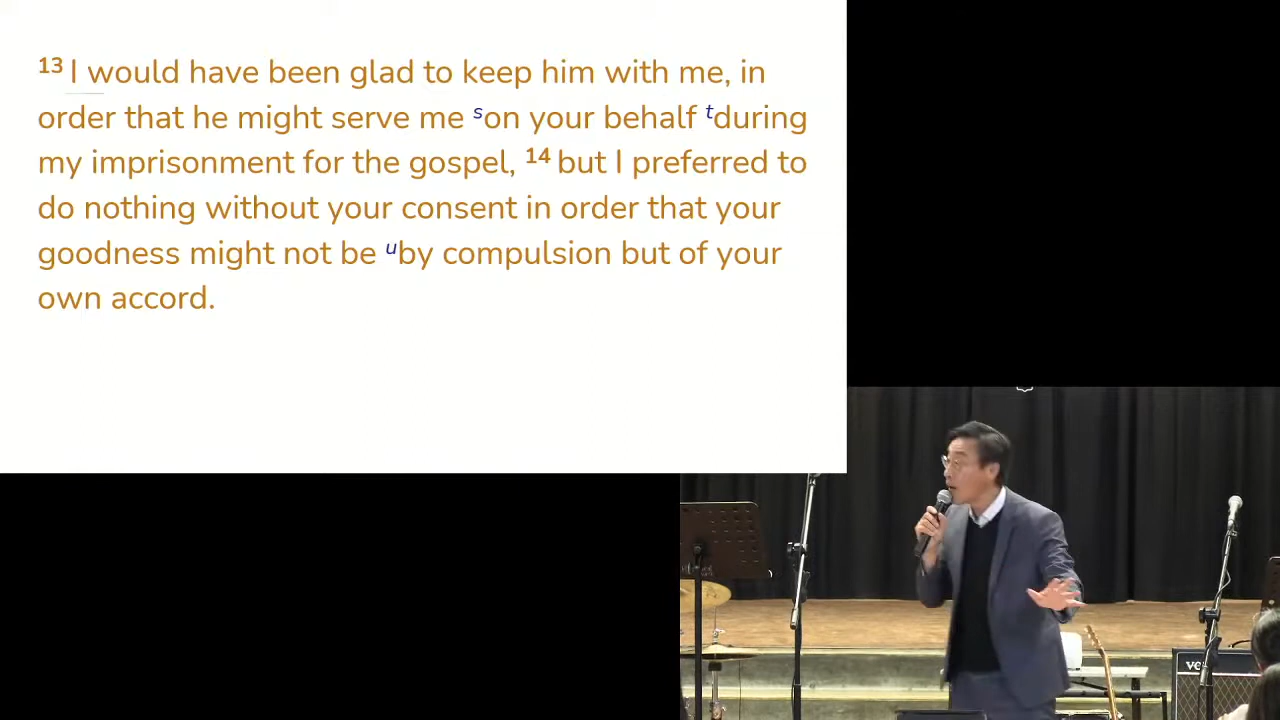 13 I would have been glad to keep him with me, in
order that he might serve me s on your behalf t during
my imprisonment for the gospel, 14 but I preferred to
do nothing without your consent in order that your
goodness might not be u by compulsion but of your
own accord.